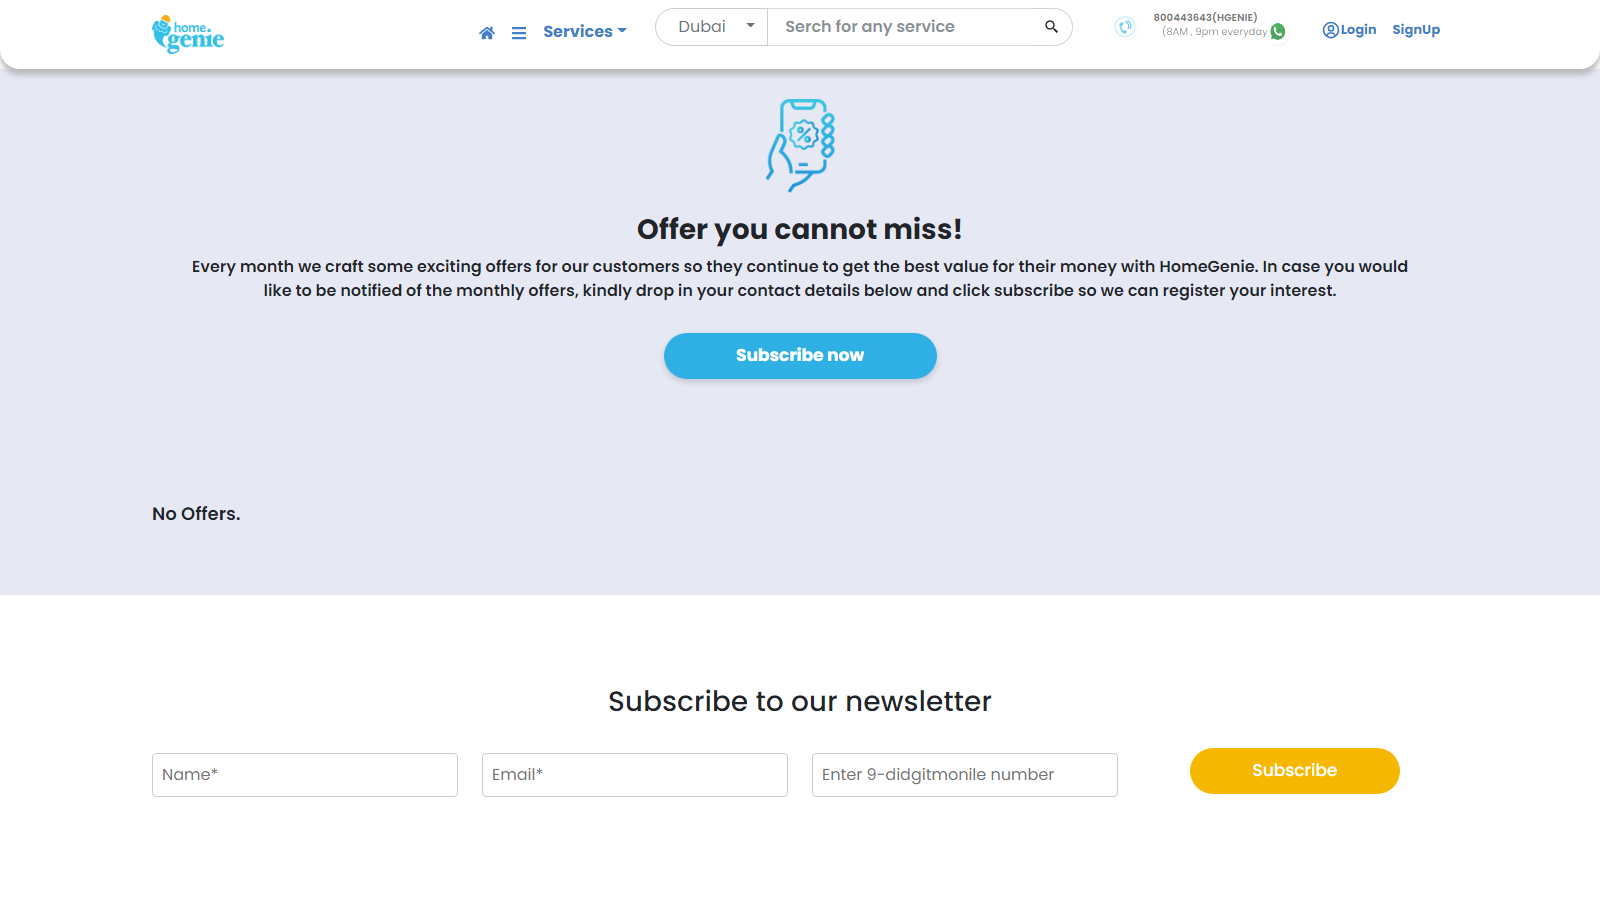 home
genie
Services
Dubai
Serch for any service
800443643(HGENIE)
(8AM , 9pm everyday
Login
SignUp
%
Offer you cannot miss!
Every month we craft some exciting offers for our customers so they continue to get the best value for their money with HomeGenie. In case you would
like to be notified of the monthly offers, kindly drop in your contact details below and click subscribe so we can register your interest.
Subscribe now
No Offers.
Subscribe to our newsletter
Name*
Email*
Enter 9-didgitmonile number
Subscribe